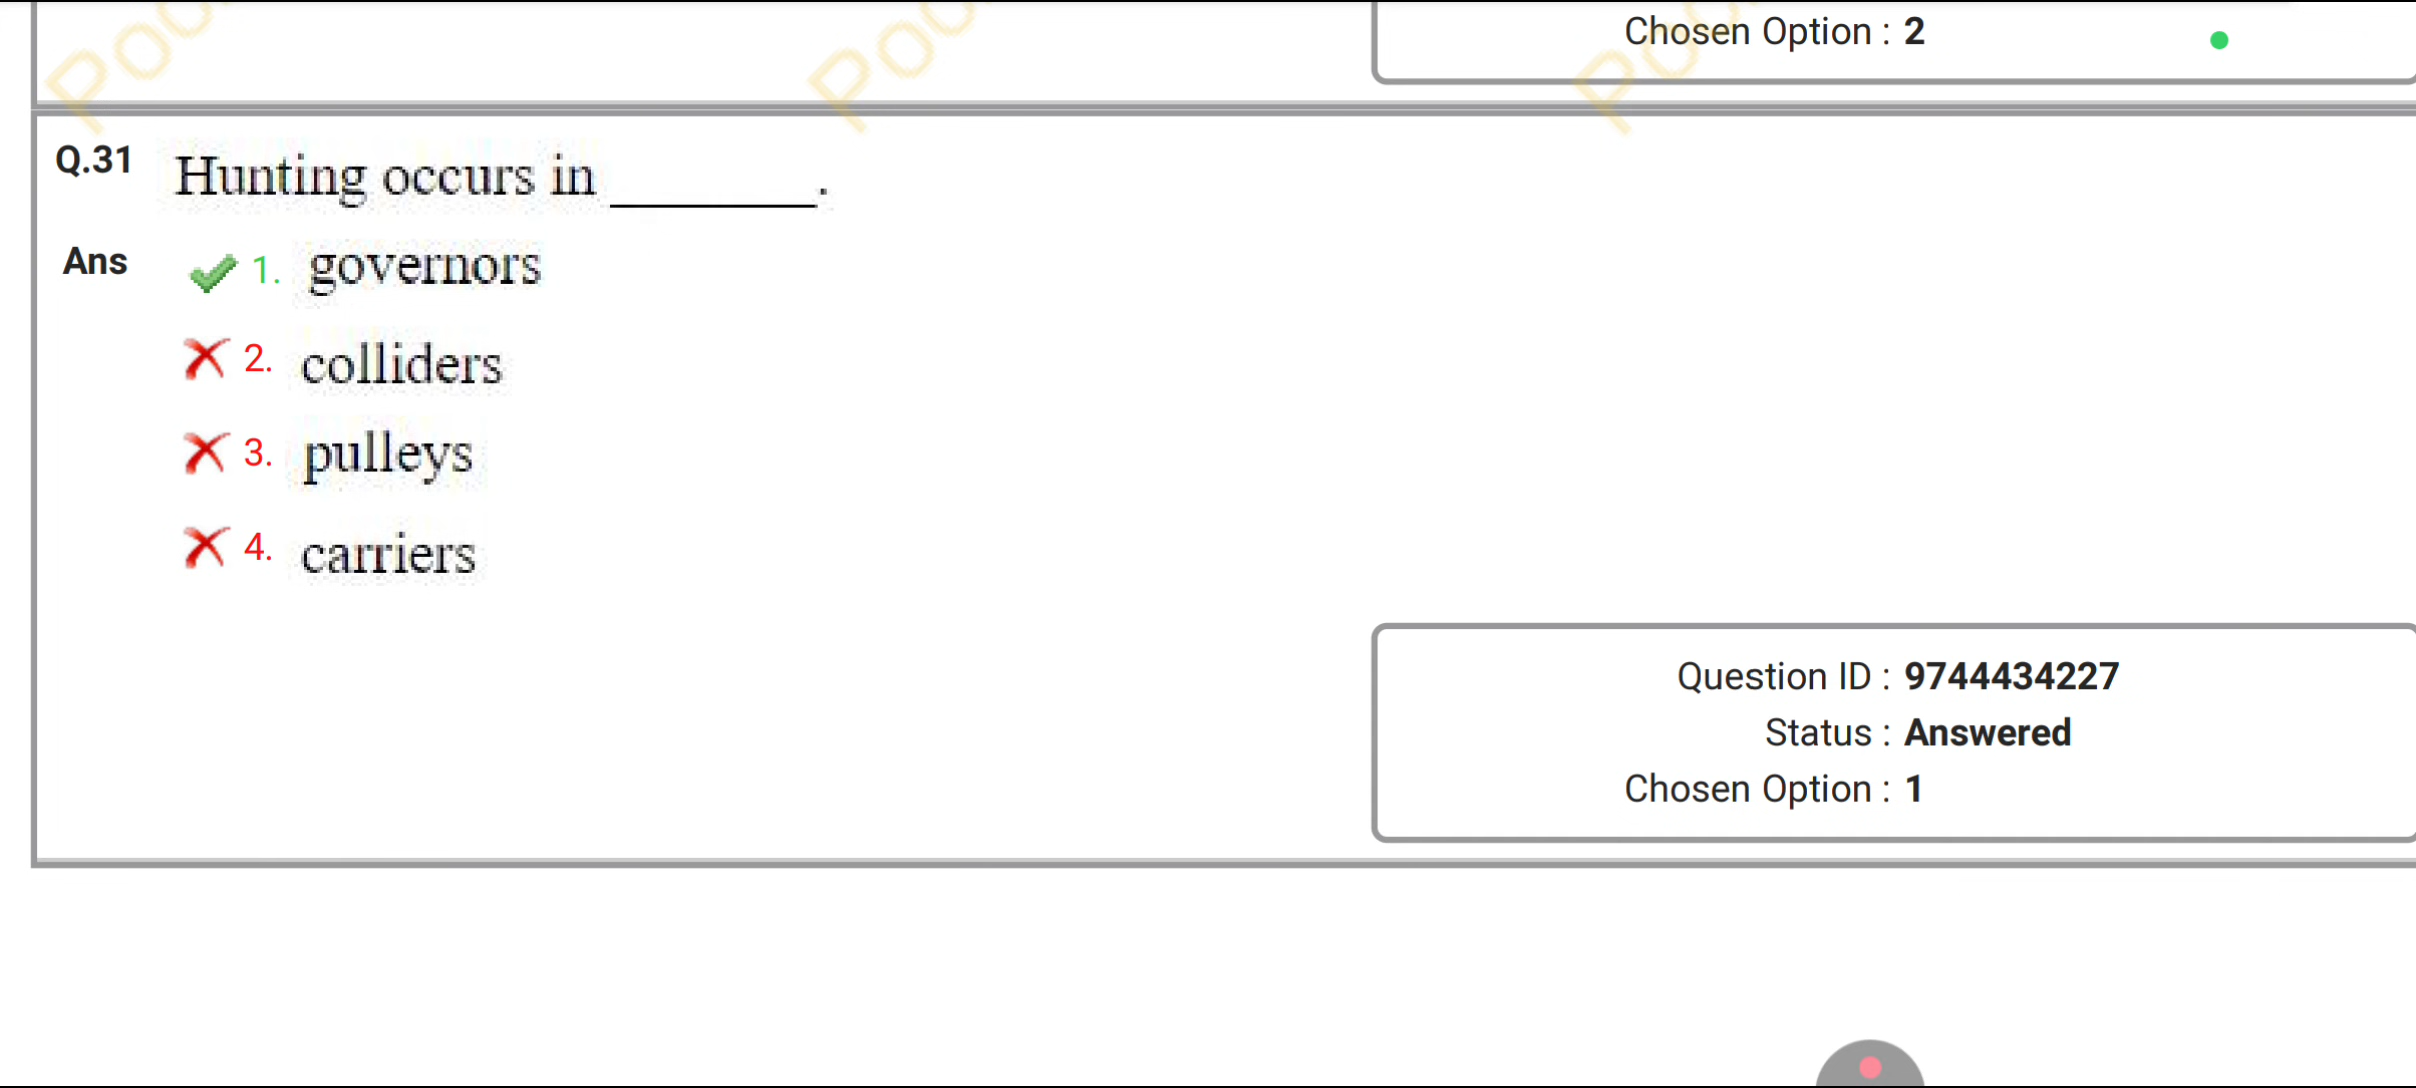 Chosen Option : 2
Q.31 Hunting occurs in ________.
Ans 1. governors
2. colliders
3. pulleys
4. carriers
Question ID : 9744434227
Status : Answered
Chosen Option : 1